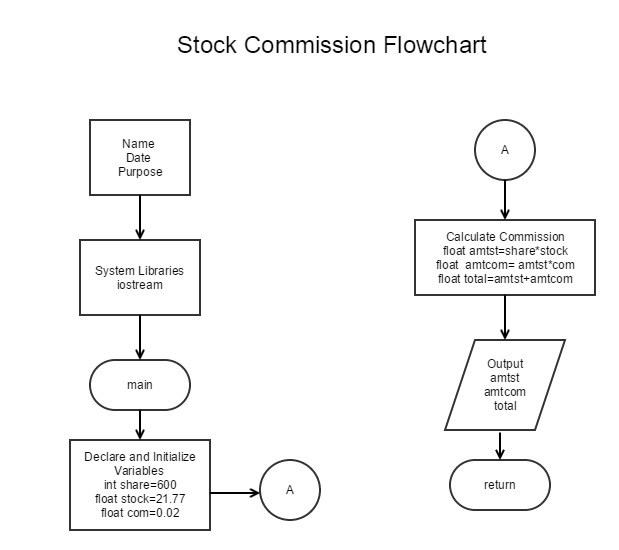 Stock Commission Flowchart
Name
Date
Purpose
System Libraries
iostream
main
Declare and Initialize
Variables
int share=600
float stock=21.77
float com=0.02
A
A
Calculate Commission
float amtst=share*stock
float  amtcom= amtst*com
float total=amtst+amtcom
Output
amtst
amtcom
total
return